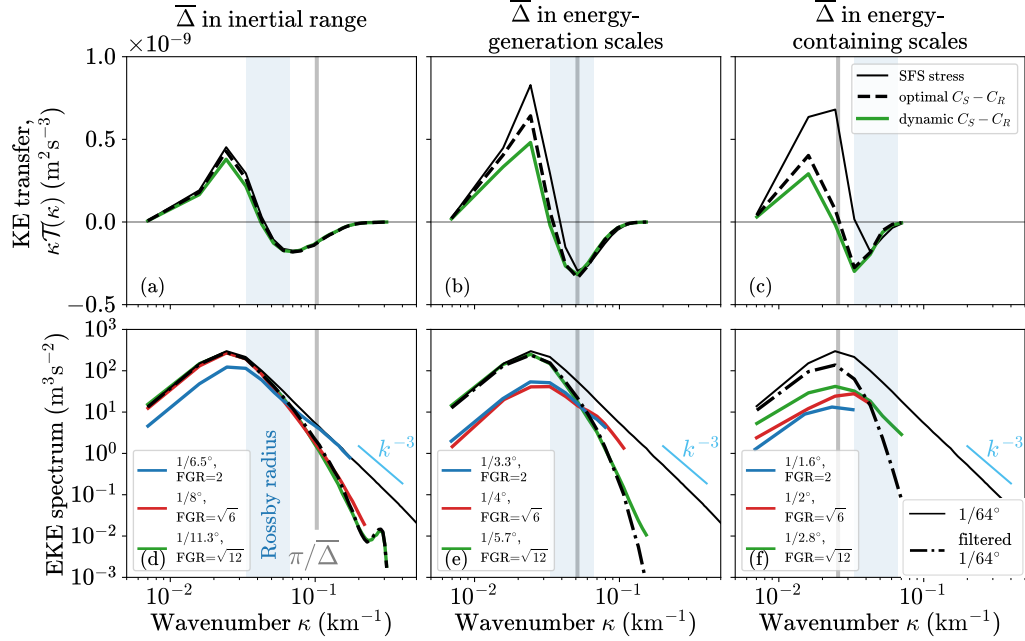 Δ̅ in inertial range
Δ̅ in energy-
generation scales
Δ̅ in energy-
containing scales
×10⁻⁹
KE transfer,
κ𝒯(κ) (m²s⁻³)
1.0
0.5
0.0
−0.5
(a)
(b)
(c)
SFS stress
optimal C_S − C_R
dynamic C_S − C_R
EKE spectrum (m³s⁻²)
10³
10²
10¹
10⁰
10⁻¹
10⁻²
10⁻³
k⁻³
1/6.5°,
FGR=2
1/8°,
FGR=√6
1/11.3°,
FGR=√12
(d)
Rossby radius
π/Δ̅
k⁻³
1/3.3°,
FGR=2
1/4°,
FGR=√6
1/5.7°,
FGR=√12
(e)
k⁻³
1/1.6°,
FGR=2
1/2°,
FGR=√6
1/2.8°,
FGR=√12
(f)
1/64°
filtered
1/64°
10⁻² 10⁻¹
10⁻² 10⁻¹
10⁻² 10⁻¹
Wavenumber κ (km⁻¹)
Wavenumber κ (km⁻¹)
Wavenumber κ (km⁻¹)